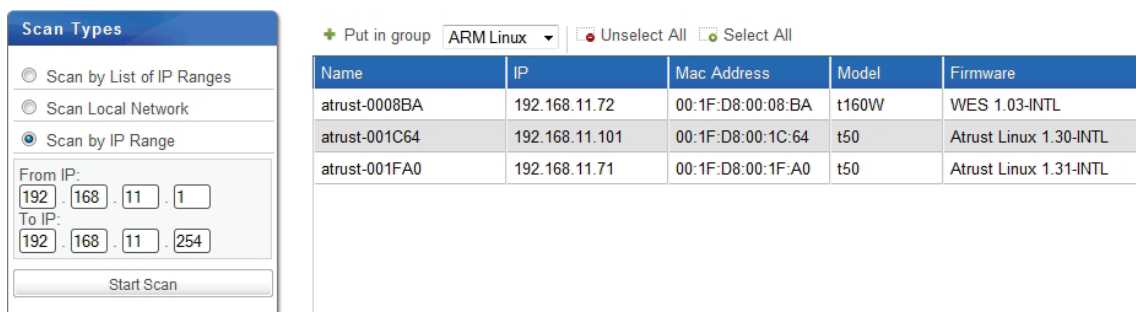 Scan Types
Scan by List of IP Ranges
Scan Local Network
Scan by IP Range
From IP:
192 . 168 . 11 . 1
To IP:
192 . 168 . 11 . 254
Start Scan
Put in group ARM Linux Unselect All Select All
Name IP Mac Address Model Firmware
atrust-0008BA 192.168.11.72 00:1F:D8:00:08:BA t160W WES 1.03-INTL
atrust-001C64 192.168.11.101 00:1F:D8:00:1C:64 t50 Atrust Linux 1.30-INTL
atrust-001FA0 192.168.11.71 00:1F:D8:00:1F:A0 t50 Atrust Linux 1.31-INTL